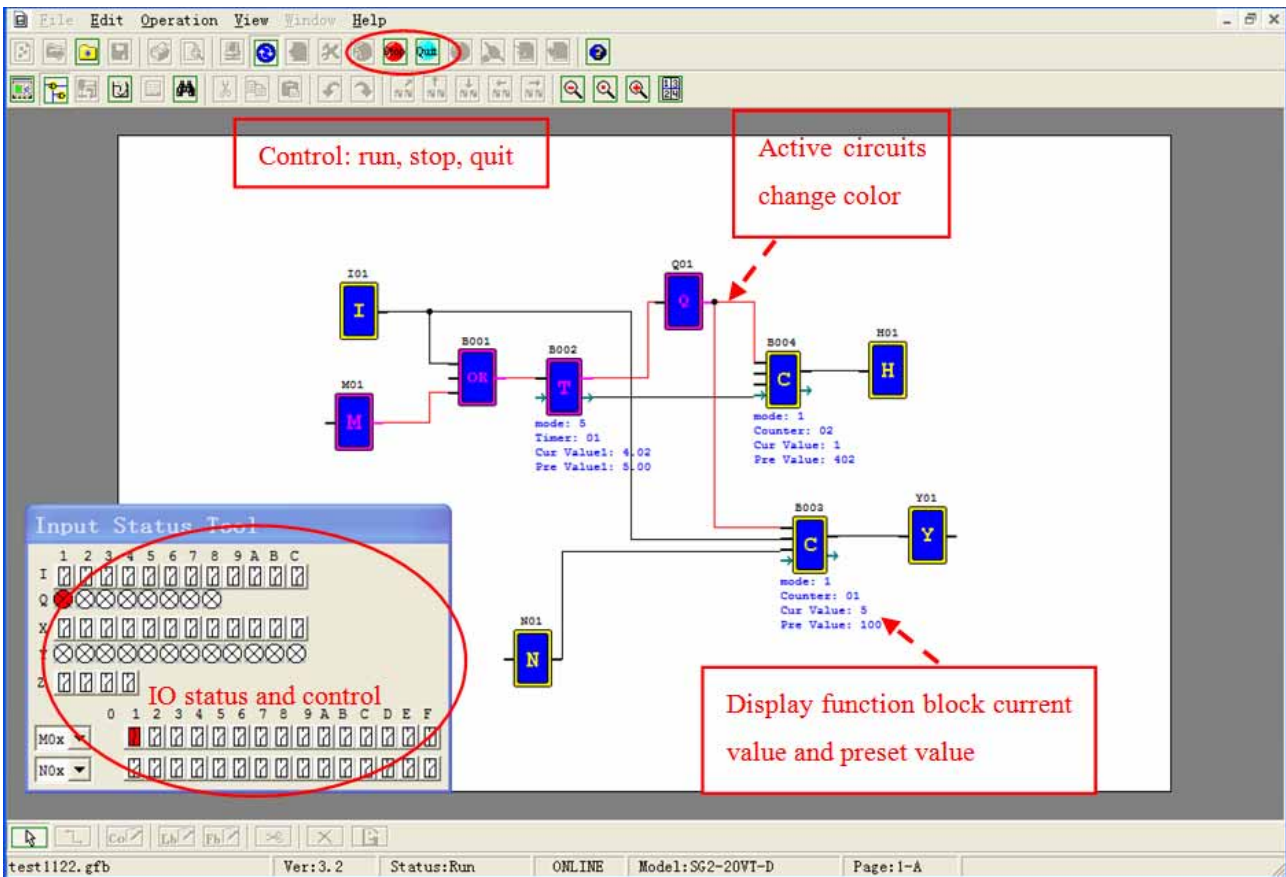 File Edit Operation View Window Help
Stop Quit
Control: run, stop, quit
Active circuits
change color
I01
Q01
I
Q
B001
B002
B004
H01
OR
T
C
H
M01
M
mode: 5
Timer: 01
Cur Value1: 4.02
Pre Value1: 5.00
mode: 1
Counter: 02
Cur Value: 1
Pre Value: 402
B003
Y01
C
Y
mode: 1
Counter: 01
Cur Value: 5
Pre Value: 100
N01
N
Display function block current
value and preset value
Input Status Tool
1 2 3 4 5 6 7 8 9 A B C
I
Q
X
Y
Z
IO status and control
0 1 2 3 4 5 6 7 8 9 A B C D E F
M0x
N0x
Co Lb Fb
test1122.gfb Ver:3.2 Status:Run ONLINE Model:SG2-20VT-D Page:1-A